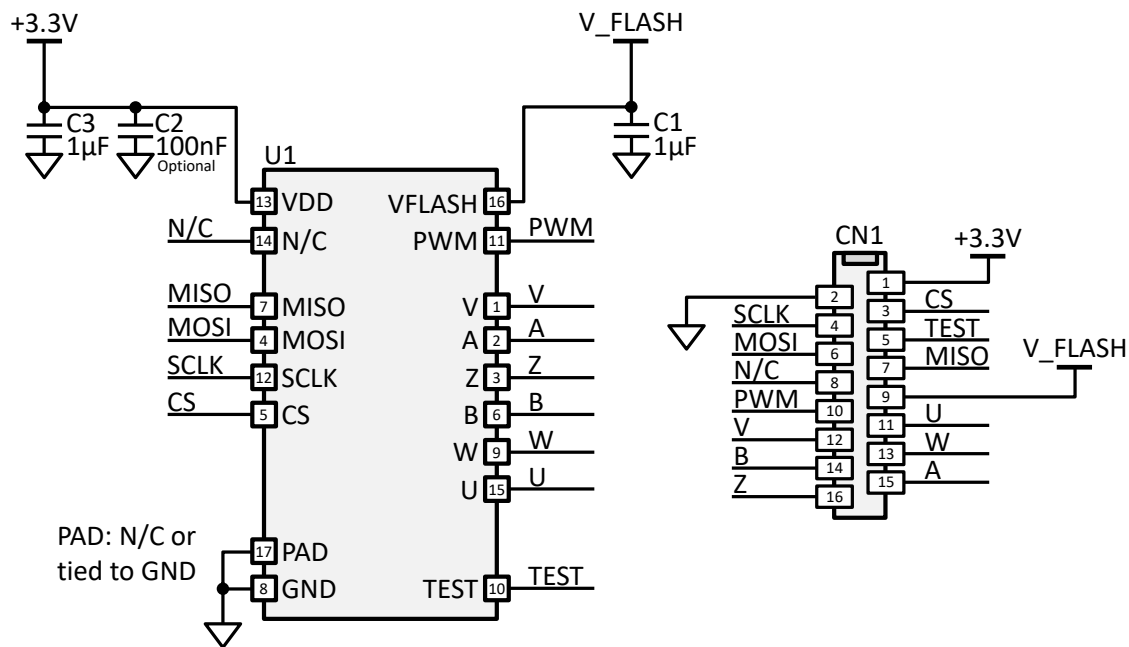 +3.3V
V_FLASH
C3
1µF
C2
100nF
Optional
C1
1µF
U1
13 VDD
VFLASH 16
N/C
14 N/C
PWM 11
PWM
MISO
7 MISO
V 1
V
MOSI
4 MOSI
A 2
A
SCLK
12 SCLK
Z 3
Z
CS
5 CS
B 6
B
W 9
W
U 15
U
PAD: N/C or
tied to GND
17 PAD
8 GND
TEST 10
TEST
CN1
+3.3V
1
2
3
CS
SCLK
4
5
TEST
MOSI
6
7
MISO
V_FLASH
N/C
8
9
PWM
10
11
U
V
12
13
W
B
14
15
A
Z
16